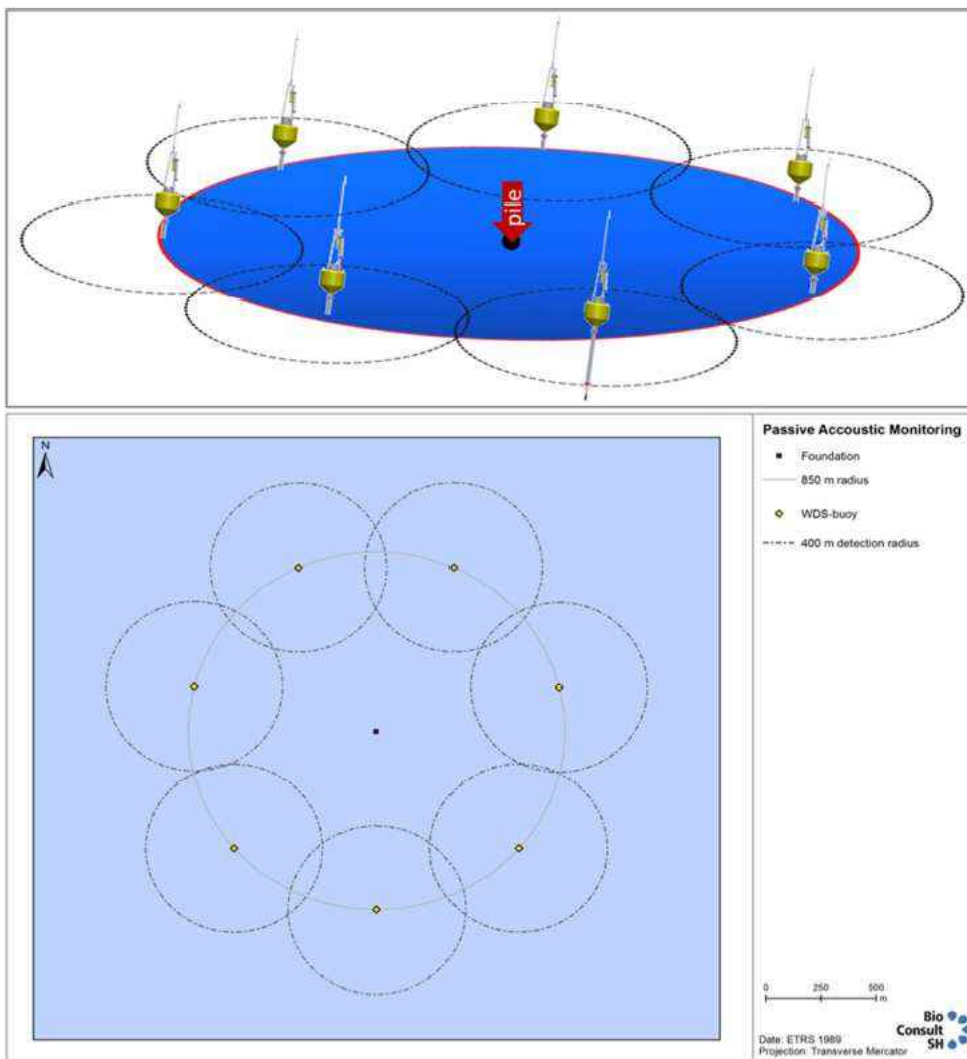 pile
N
Passive Accoustic Monitoring
Foundation
850 m radius
WDS-buoy
400 m detection radius
0 250 500
m
Date: ETRS 1989
Projection: Transverse Mercator
Bio
Consult
SH